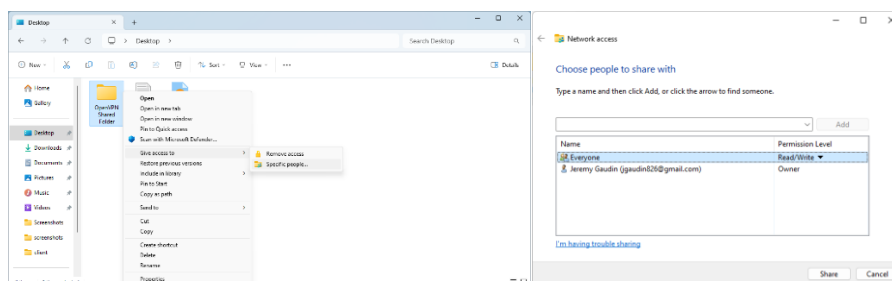 Desktop
Desktop
Search Desktop
New
Sort
View
Details
Home
Gallery
Desktop
Downloads
Documents
Pictures
Music
Videos
Screenshots
screenshots
client
OpenVPN
Shared
Folder
Open
Open in new tab
Open in new window
Pin to Quick access
Scan with Microsoft Defender...
Give access to
Restore previous versions
Include in library
Pin to Start
Copy as path
Send to
Cut
Copy
Create shortcut
Delete
Rename
Properties
Remove access
Specific people...
Network access
Choose people to share with
Type a name and then click Add, or click the arrow to find someone.
Add
Name Permission Level
Everyone Read/Write
Jeremy Gaudin (jgaudin826@gmail.com) Owner
I'm having trouble sharing
Share Cancel